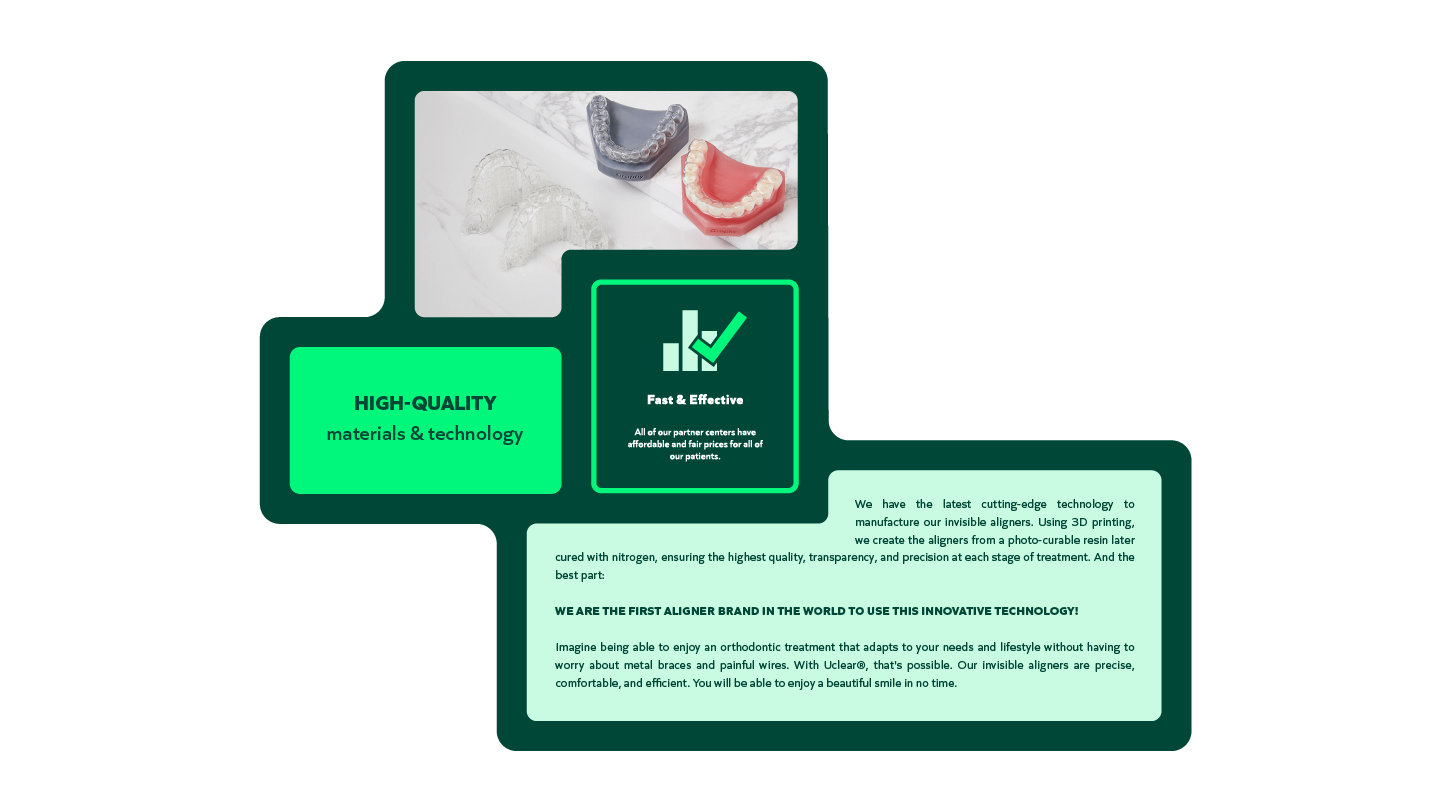 HIGH-QUALITY
materials & technology
Fast & Effective
All of our partner centers have
affordable and fair prices for all of
our patients.
We have the latest cutting-edge technology to
manufacture our invisible aligners. Using 3D printing,
we create the aligners from a photo-curable resin later
cured with nitrogen, ensuring the highest quality, transparency, and precision at each stage of treatment. And the
best part:
WE ARE THE FIRST ALIGNER BRAND IN THE WORLD TO USE THIS INNOVATIVE TECHNOLOGY!
Imagine being able to enjoy an orthodontic treatment that adapts to your needs and lifestyle without having to
worry about metal braces and painful wires. With Uclear®, that's possible. Our invisible aligners are precise,
comfortable, and efficient. You will be able to enjoy a beautiful smile in no time.